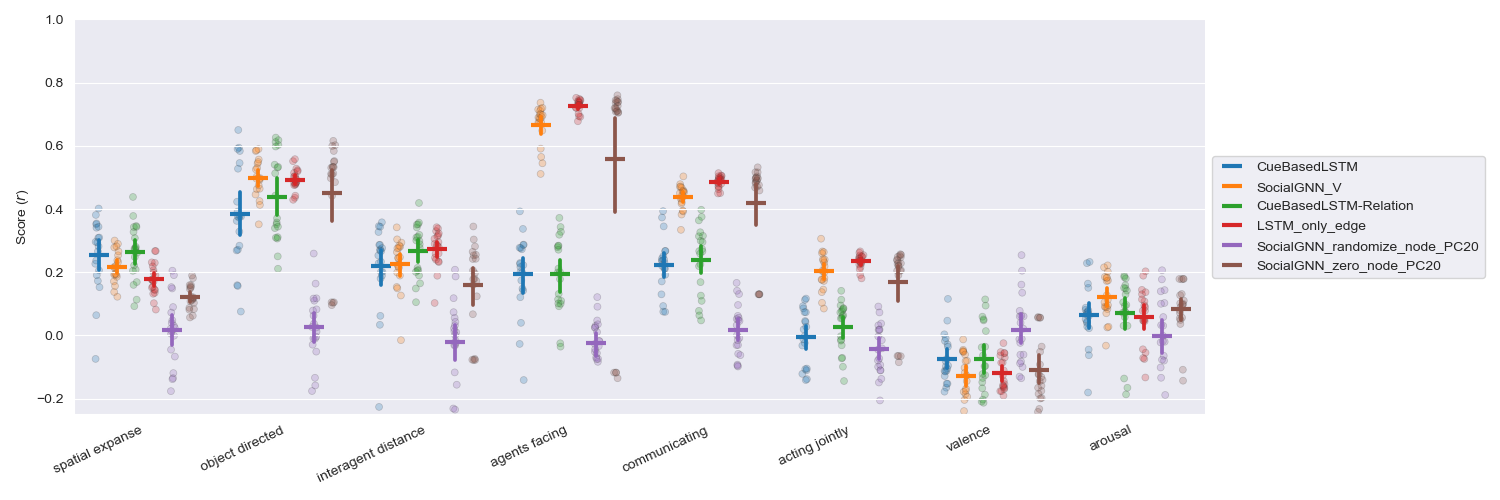 1.0
0.8
0.6
0.4
0.2
0.0
−0.2
Score (r)
spatial expanse
object directed
interagent distance
agents facing
communicating
acting jointly
valence
arousal
CueBasedLSTM
SocialGNN_V
CueBasedLSTM-Relation
LSTM_only_edge
SocialGNN_randomize_node_PC20
SocialGNN_zero_node_PC20